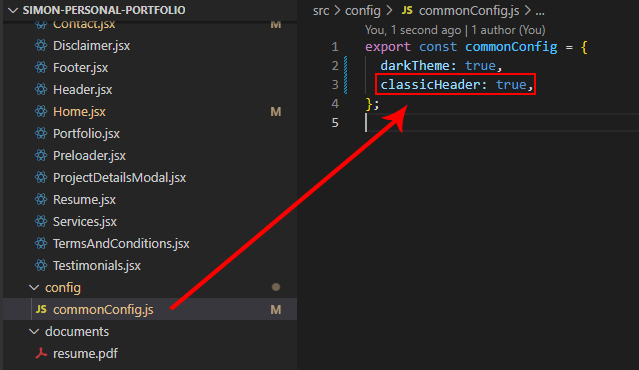 SIMON-PERSONAL-PORTFOLIO
Contact.jsx M
Disclaimer.jsx
Footer.jsx
Header.jsx
Home.jsx M
Portfolio.jsx
Preloader.jsx
ProjectDetailsModal.jsx
Resume.jsx
Services.jsx
TermsAndConditions.jsx
Testimonials.jsx
config
JS commonConfig.js M
documents
resume.pdf
src > config > JS commonConfig.js > ...
You, 1 second ago | 1 author (You)
1 export const commonConfig = {
2 darkTheme: true,
3 classicHeader: true,
4 };
5